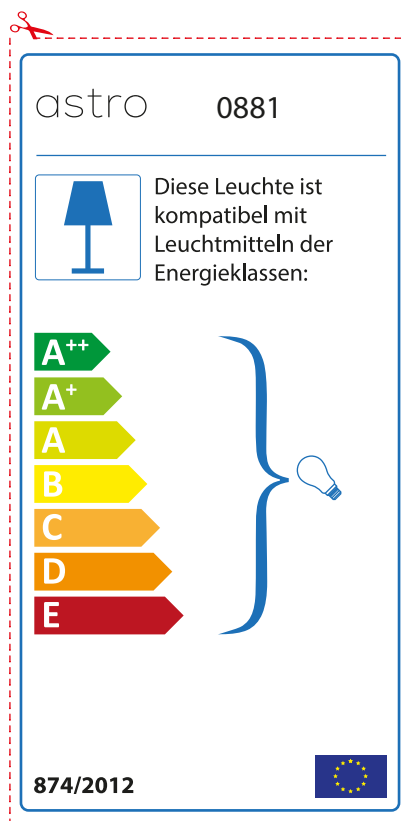 astro 0881
Diese Leuchte ist
kompatibel mit
Leuchtmitteln der
Energieklassen:
A++
A+
A
B
C
D
E
874/2012